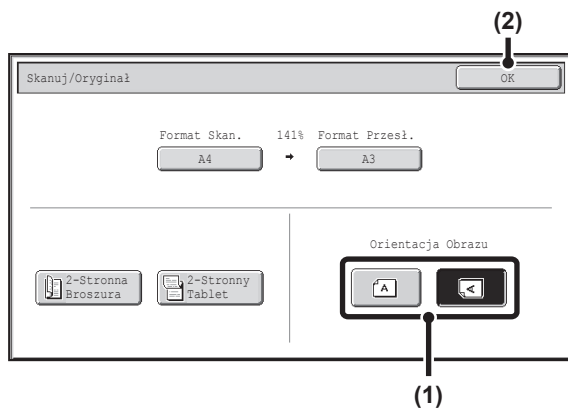 (2)
Skanuj/Oryginał
OK
Format Skan. 141% Format Przesł.
A4 → A3
Orientacja Obrazu
2-Stronna
Broszura
2-Stronny
Tablet
A A
(1)